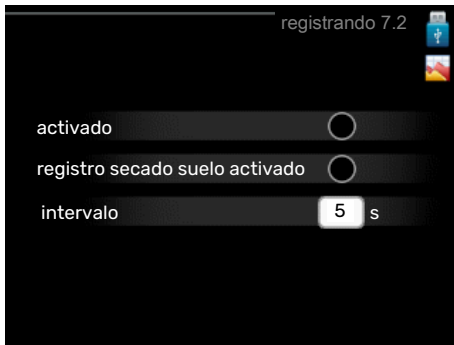 registrando 7.2
activado
registro secado suelo activado
intervalo 5 s